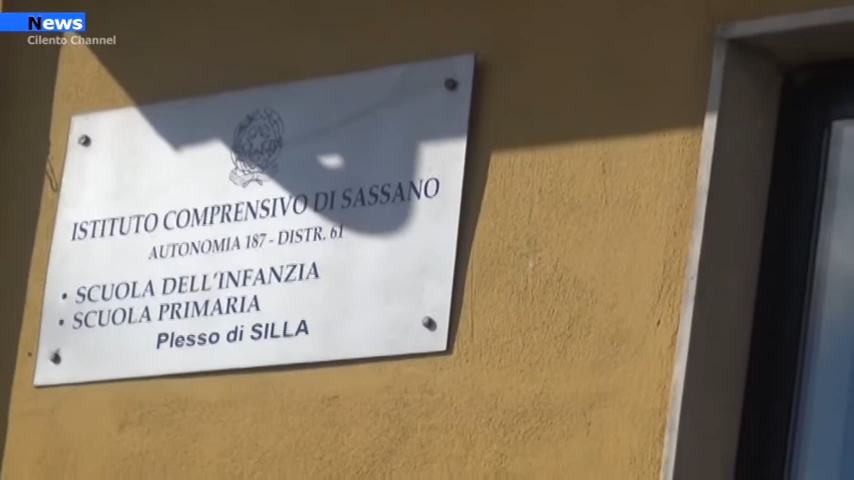 News
Cilento Channel
ISTITUTO COMPRENSIVO DI SASSANO
AUTONOMIA 187 - DISTR. 61
• SCUOLA DELL'INFANZIA
• SCUOLA PRIMARIA
Plesso di SILLA